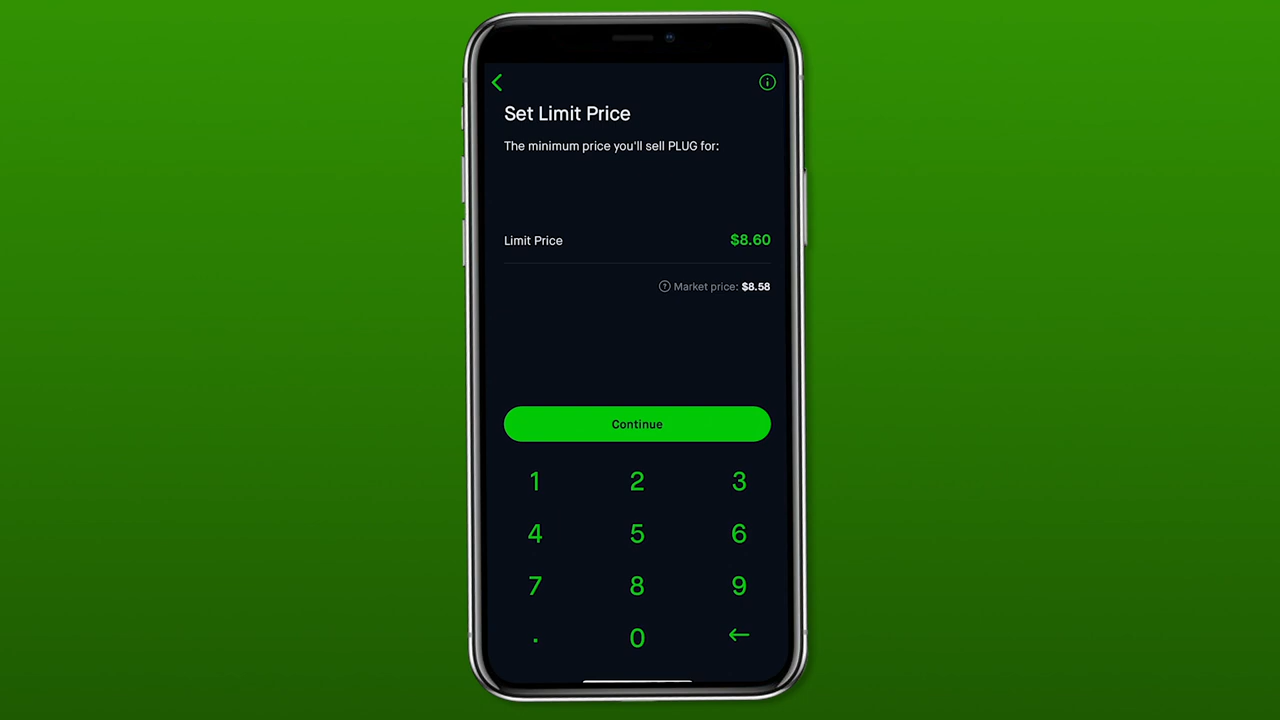 Set Limit Price
The minimum price you'll sell PLUG for:
Limit Price $8.60
? Market price: $8.58
Continue
1 2 3
4 5 6
7 8 9
. 0 ←